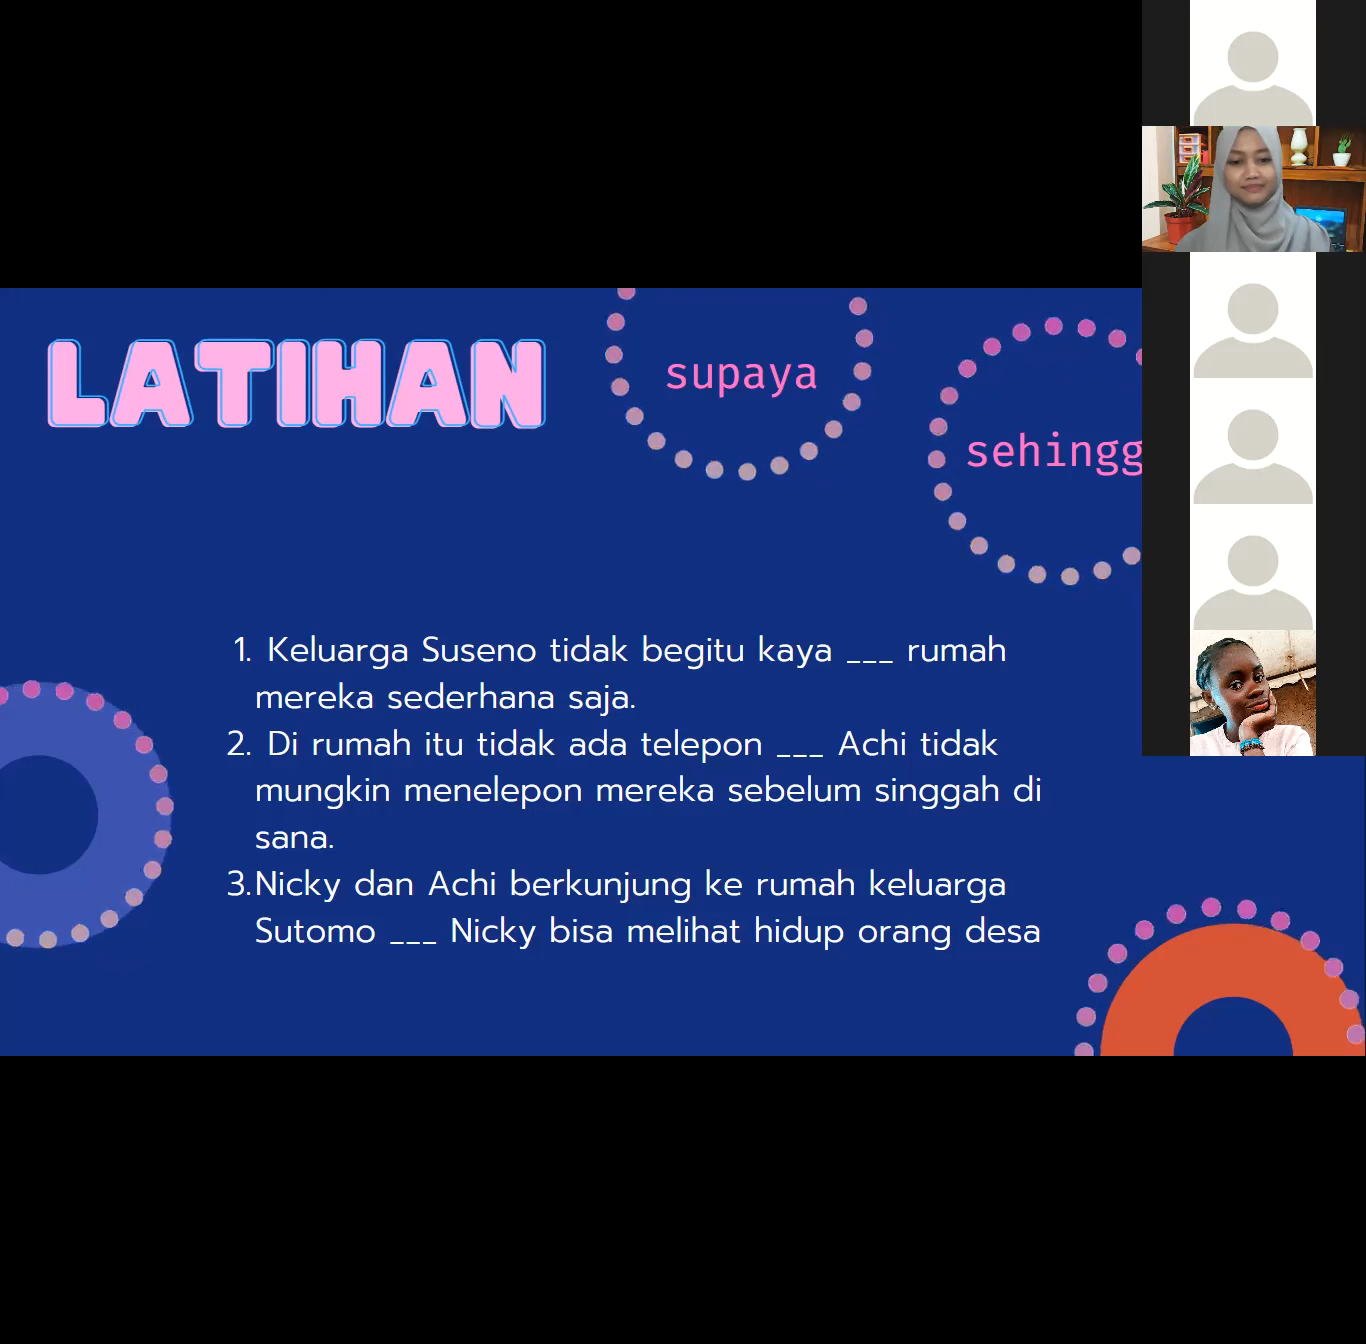 LATIHAN
supaya
sehingg
1. Keluarga Suseno tidak begitu kaya ___ rumah
mereka sederhana saja.
2. Di rumah itu tidak ada telepon ___ Achi tidak
mungkin menelepon mereka sebelum singgah di
sana.
3.Nicky dan Achi berkunjung ke rumah keluarga
Sutomo ___ Nicky bisa melihat hidup orang desa